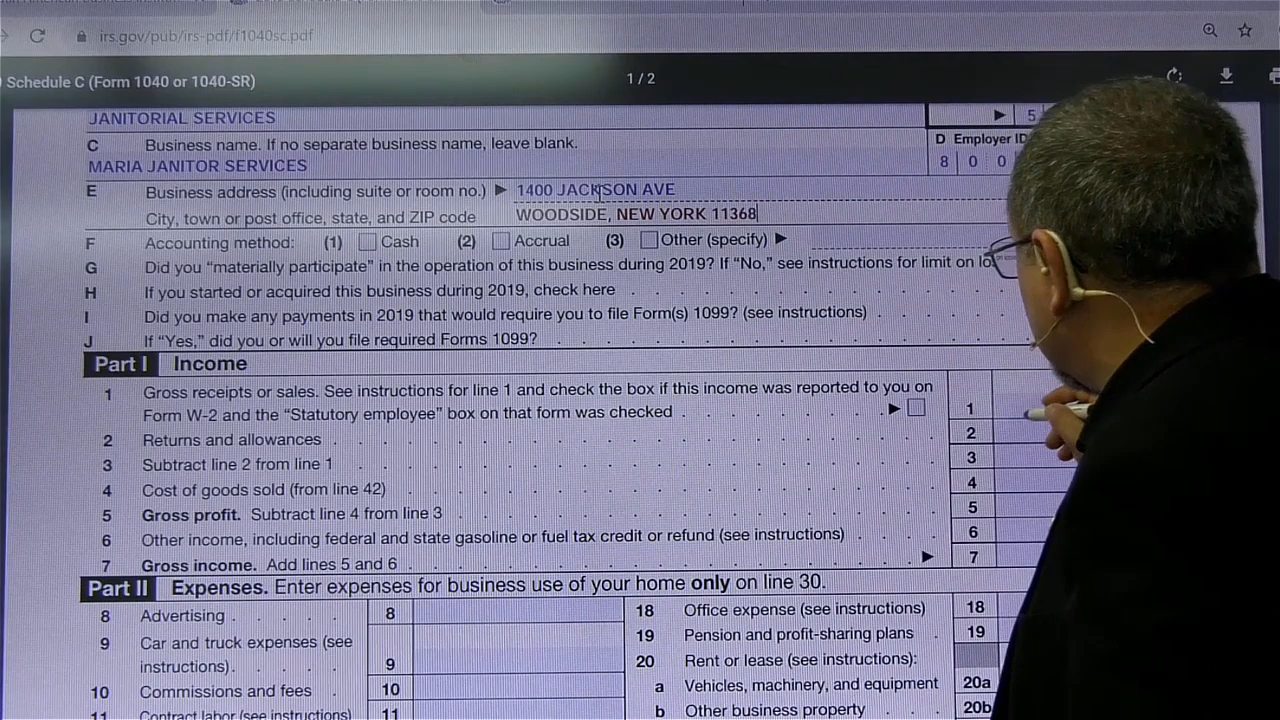 irs.gov/pub/irs-pdf/f1040sc.pdf
Schedule C (Form 1040 or 1040-SR) 1 / 2
JANITORIAL SERVICES ▶ 5
C Business name. If no separate business name, leave blank. D Employer ID
MARIA JANITOR SERVICES 8 0 0
E Business address (including suite or room no.) ▶ 1400 JACKSON AVE
City, town or post office, state, and ZIP code WOODSIDE, NEW YORK 11368
F Accounting method: (1) Cash (2) Accrual (3) Other (specify) ▶
G Did you “materially participate” in the operation of this business during 2019? If “No,” see instructions for limit on
H If you started or acquired this business during 2019, check here
I Did you make any payments in 2019 that would require you to file Form(s) 1099? (see instructions)
J If “Yes,” did you or will you file required Forms 1099?
Part I Income
1 Gross receipts or sales. See instructions for line 1 and check the box if this income was reported to you on
Form W-2 and the “Statutory employee” box on that form was checked ▶ 1
2 Returns and allowances 2
3 Subtract line 2 from line 1 3
4 Cost of goods sold (from line 42) 4
5 Gross profit. Subtract line 4 from line 3 5
6 Other income, including federal and state gasoline or fuel tax credit or refund (see instructions) 6
7 Gross income. Add lines 5 and 6 ▶ 7
Part II Expenses. Enter expenses for business use of your home only on line 30.
8 Advertising 8 18 Office expense (see instructions) 18
9 Car and truck expenses (see 19 Pension and profit-sharing plans 19
instructions). 9 20 Rent or lease (see instructions):
10 Commissions and fees 10 a Vehicles, machinery, and equipment 20a
11 Contract labor (see instructions) 11 b Other business property 20b